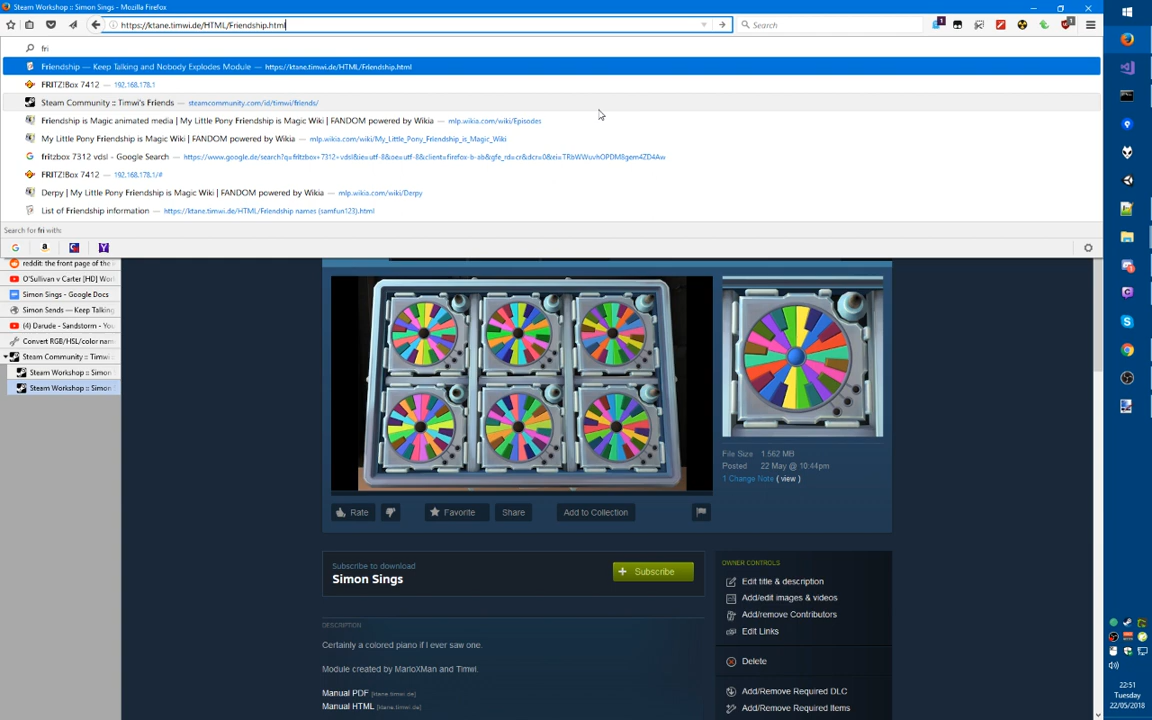 Steam Workshop :: Simon Sings - Mozilla Firefox
https://ktane.timwi.de/HTML/Friendship.html
Search
fri
Friendship — Keep Talking and Nobody Explodes Module — https://ktane.timwi.de/HTML/Friendship.html
FRITZ!Box 7412 — 192.168.178.1
Steam Community :: Timwi's Friends — steamcommunity.com/id/timwi/friends/
Friendship is Magic animated media | My Little Pony Friendship is Magic Wiki | FANDOM powered by Wikia — mlp.wikia.com/wiki/Episodes
My Little Pony Friendship is Magic Wiki | FANDOM powered by Wikia — mlp.wikia.com/wiki/My_Little_Pony_Friendship_is_Magic_Wiki
fritzbox 7312 vdsl - Google Search —
FRITZ!Box 7412 — 192.168.178.1/#
Derpy | My Little Pony Friendship is Magic Wiki | FANDOM powered by Wikia — mlp.wikia.com/wiki/Derpy
List of Friendship information — https://ktane.timwi.de/HTML/Friendship names (samfun123).html
Search for fri with:
reddit: the front page of the
O'Sullivan v Carter [HD] Wor
Simon Sings - Google Docs
Simon Sends — Keep Talking
(4) Darude - Sandstorm - You
Convert RGB/HSL/color nam
Steam Community :: Timwi
Steam Workshop :: Simon
Steam Workshop :: Simon
File Size 1.562 MB
Posted 22 May @ 10:44pm
1 Change Note ( view )
Rate
Favorite
Share
Add to Collection
Subscribe to download
Simon Sings
Subscribe
OWNER CONTROLS
Edit title & description
Add/edit images & videos
Add/remove Contributors
Edit Links
Delete
Add/Remove Required DLC
Add/Remove Required Items
DESCRIPTION
Certainly a colored piano if I ever saw one.
Module created by MarioXMan and Timwi.
Manual PDF [ktane.timwi.de]
Manual HTML [ktane.timwi.de]
22:51
Tuesday
22/05/2018